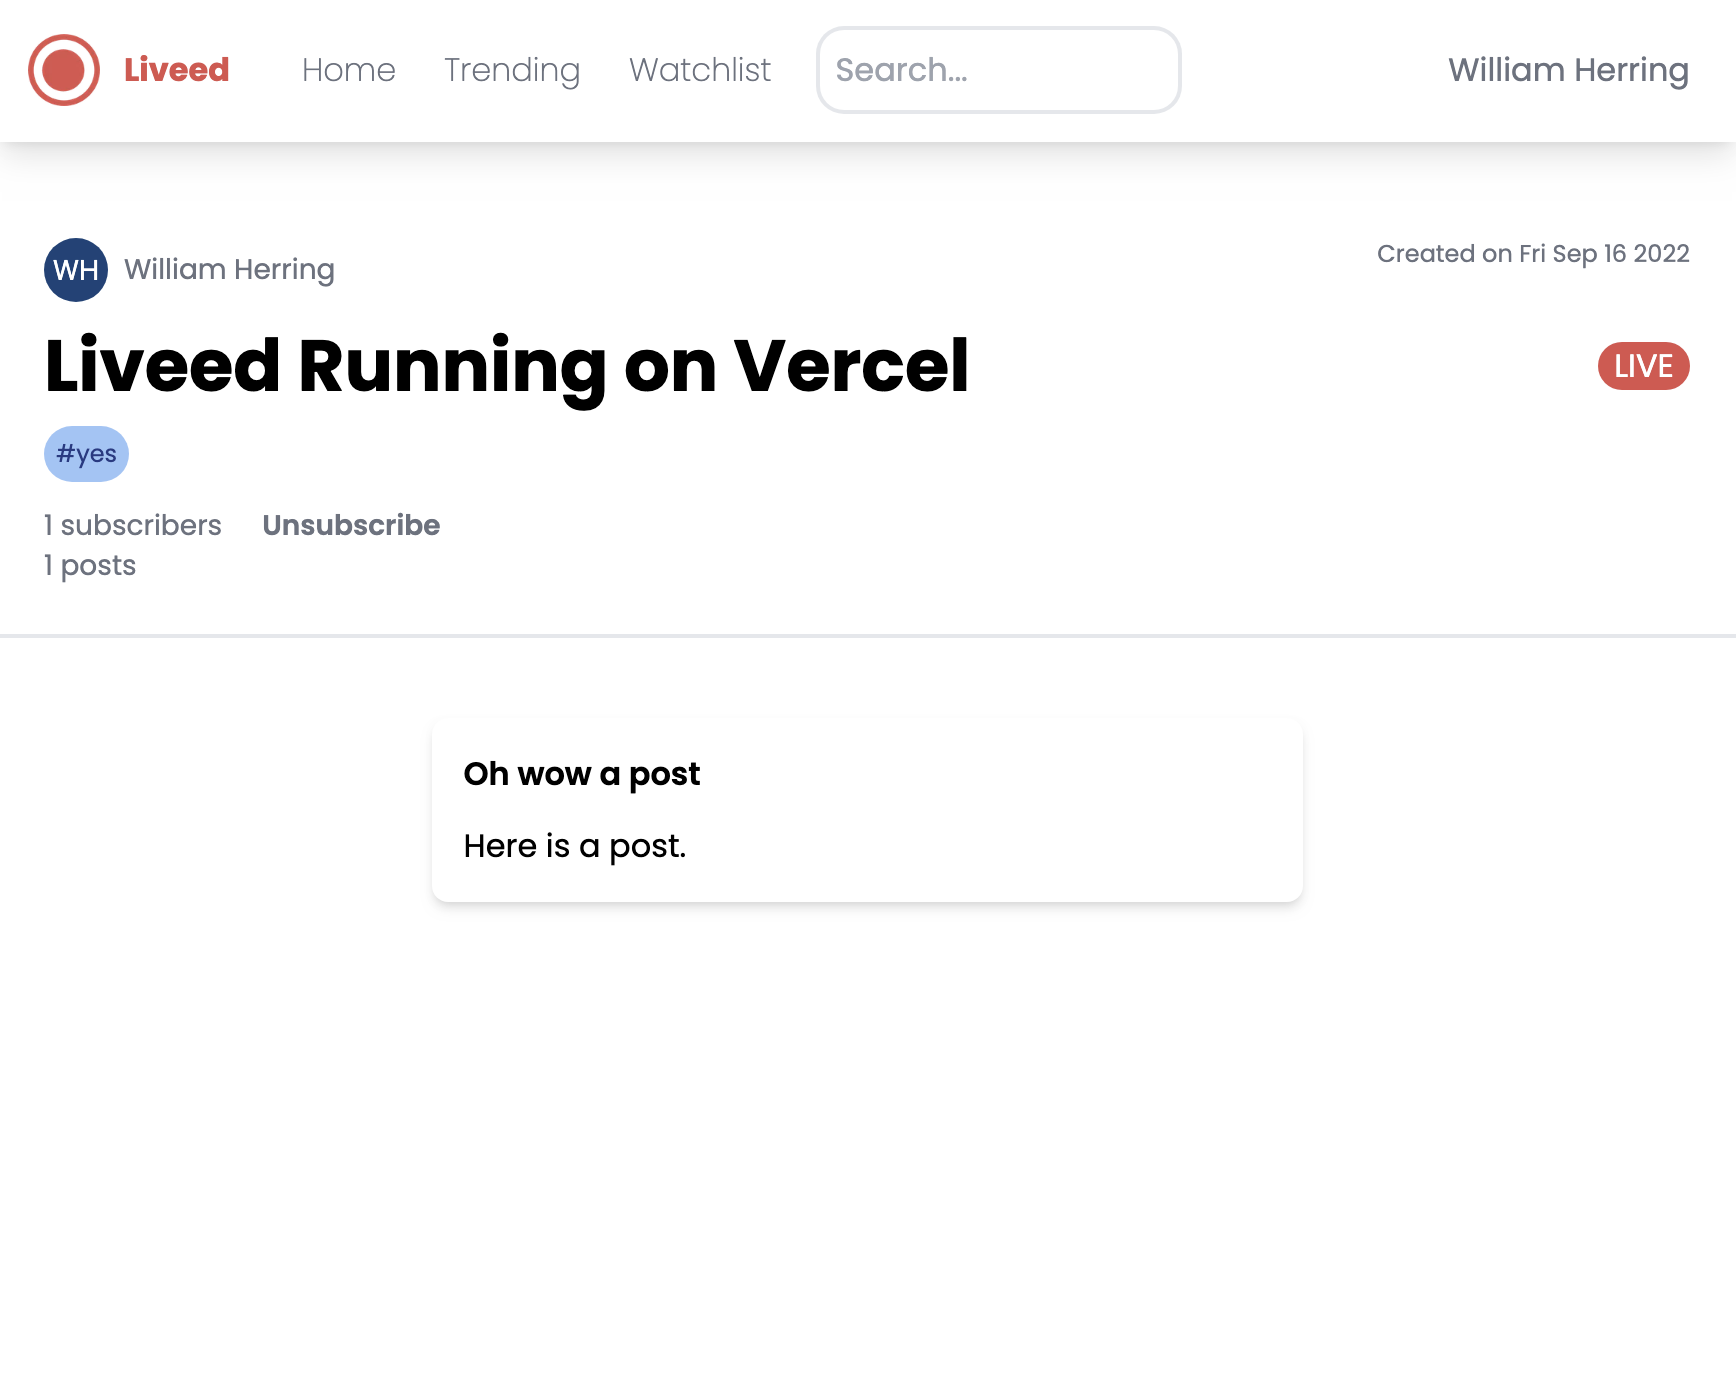 Liveed Home Trending Watchlist Search... William Herring
WH William Herring Created on Fri Sep 16 2022
Liveed Running on Vercel LIVE
#yes
1 subscribers Unsubscribe
1 posts
Oh wow a post
Here is a post.